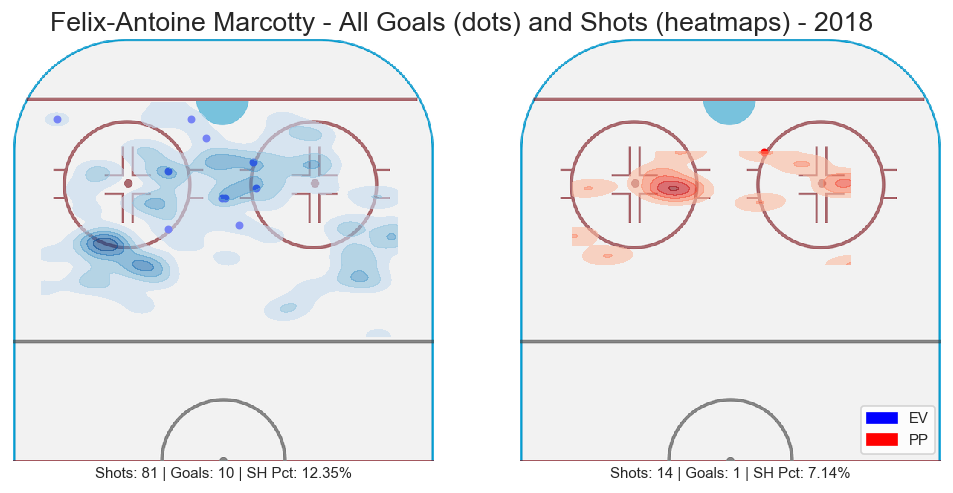 Felix-Antoine Marcotty - All Goals (dots) and Shots (heatmaps) - 2018
EV
PP
Shots: 81 | Goals: 10 | SH Pct: 12.35%
Shots: 14 | Goals: 1 | SH Pct: 7.14%